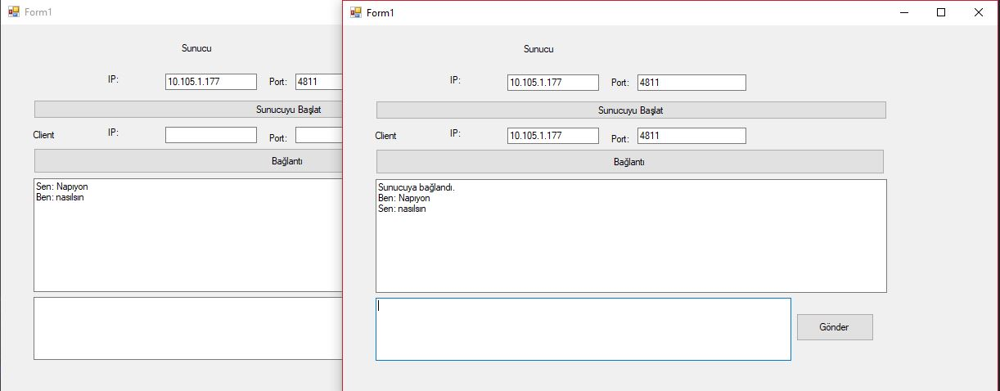 Form1
Sunucu
IP: 10.105.1.177 Port: 4811
Sunucuyu Başlat
Client IP: Port:
Bağlantı
Sen: Napıyon
Ben: nasılsın
Form1
Sunucu
IP: 10.105.1.177 Port: 4811
Sunucuyu Başlat
Client IP: 10.105.1.177 Port: 4811
Bağlantı
Sunucuya bağlandı.
Ben: Napıyon
Sen: nasılsın
Gönder